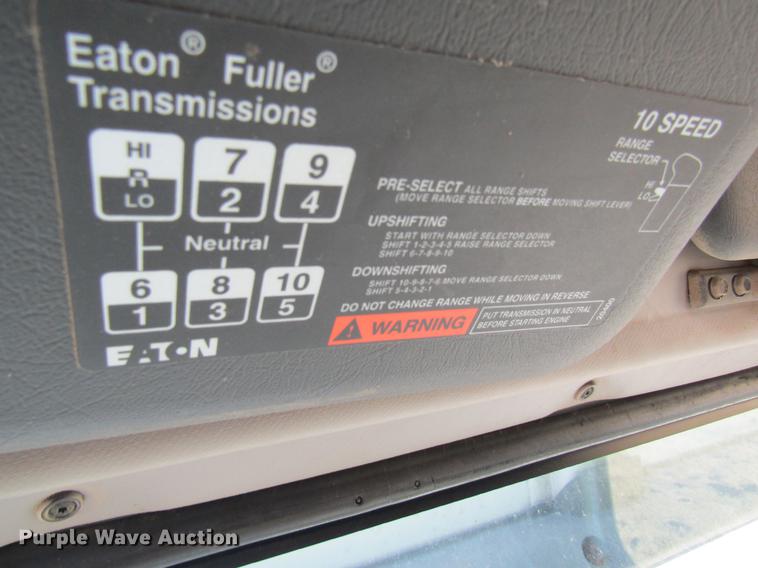 Eaton® Fuller®
Transmissions
HI
R
LO
7
2
9
4
Neutral
6
1
8
3
10
5
EATON
10 SPEED
RANGE
SELECTOR
HI
LO
PRE-SELECT ALL RANGE SHIFTS
(MOVE RANGE SELECTOR BEFORE MOVING SHIFT LEVER)
UPSHIFTING
START WITH RANGE SELECTOR DOWN
SHIFT 1-2-3-4-5 RAISE RANGE SELECTOR
SHIFT 6-7-8-9-10
DOWNSHIFTING
SHIFT 10-9-8-7-6 MOVE RANGE SELECTOR DOWN
SHIFT 5-4-3-2-1
DO NOT CHANGE RANGE WHILE MOVING IN REVERSE
WARNING
PUT TRANSMISSION IN NEUTRAL
BEFORE STARTING ENGINE
Purple Wave Auction